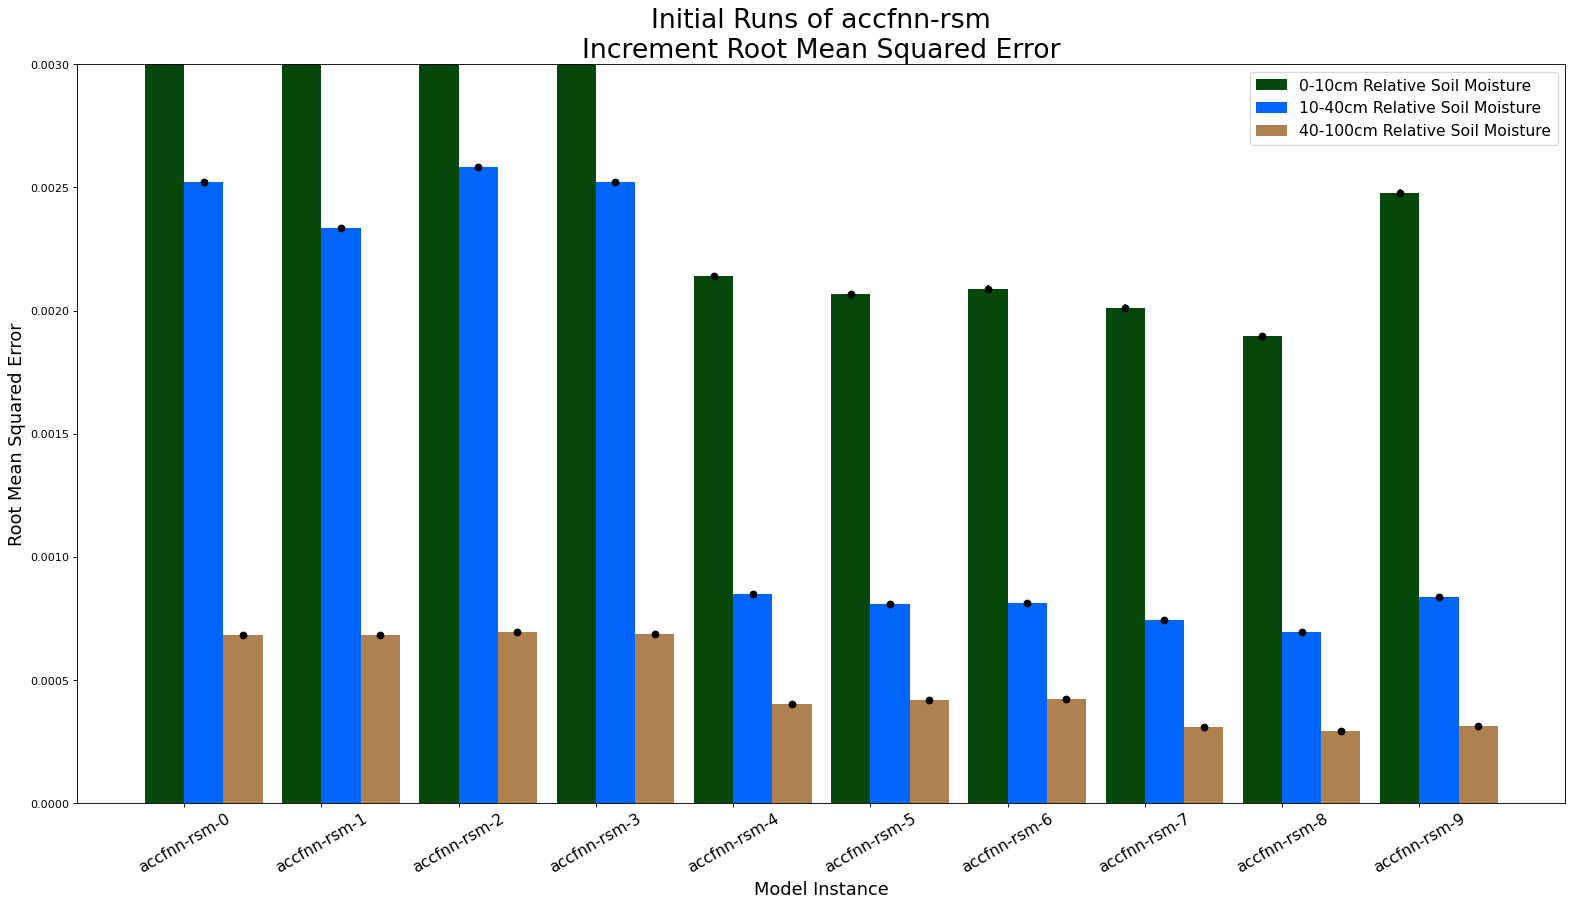 Initial Runs of accfnn-rsm
Increment Root Mean Squared Error
0-10cm Relative Soil Moisture
10-40cm Relative Soil Moisture
40-100cm Relative Soil Moisture
Root Mean Squared Error
0.0030
0.0025
0.0020
0.0015
0.0010
0.0005
0.0000
accfnn-rsm-0
accfnn-rsm-1
accfnn-rsm-2
accfnn-rsm-3
accfnn-rsm-4
accfnn-rsm-5
accfnn-rsm-6
accfnn-rsm-7
accfnn-rsm-8
accfnn-rsm-9
Model Instance